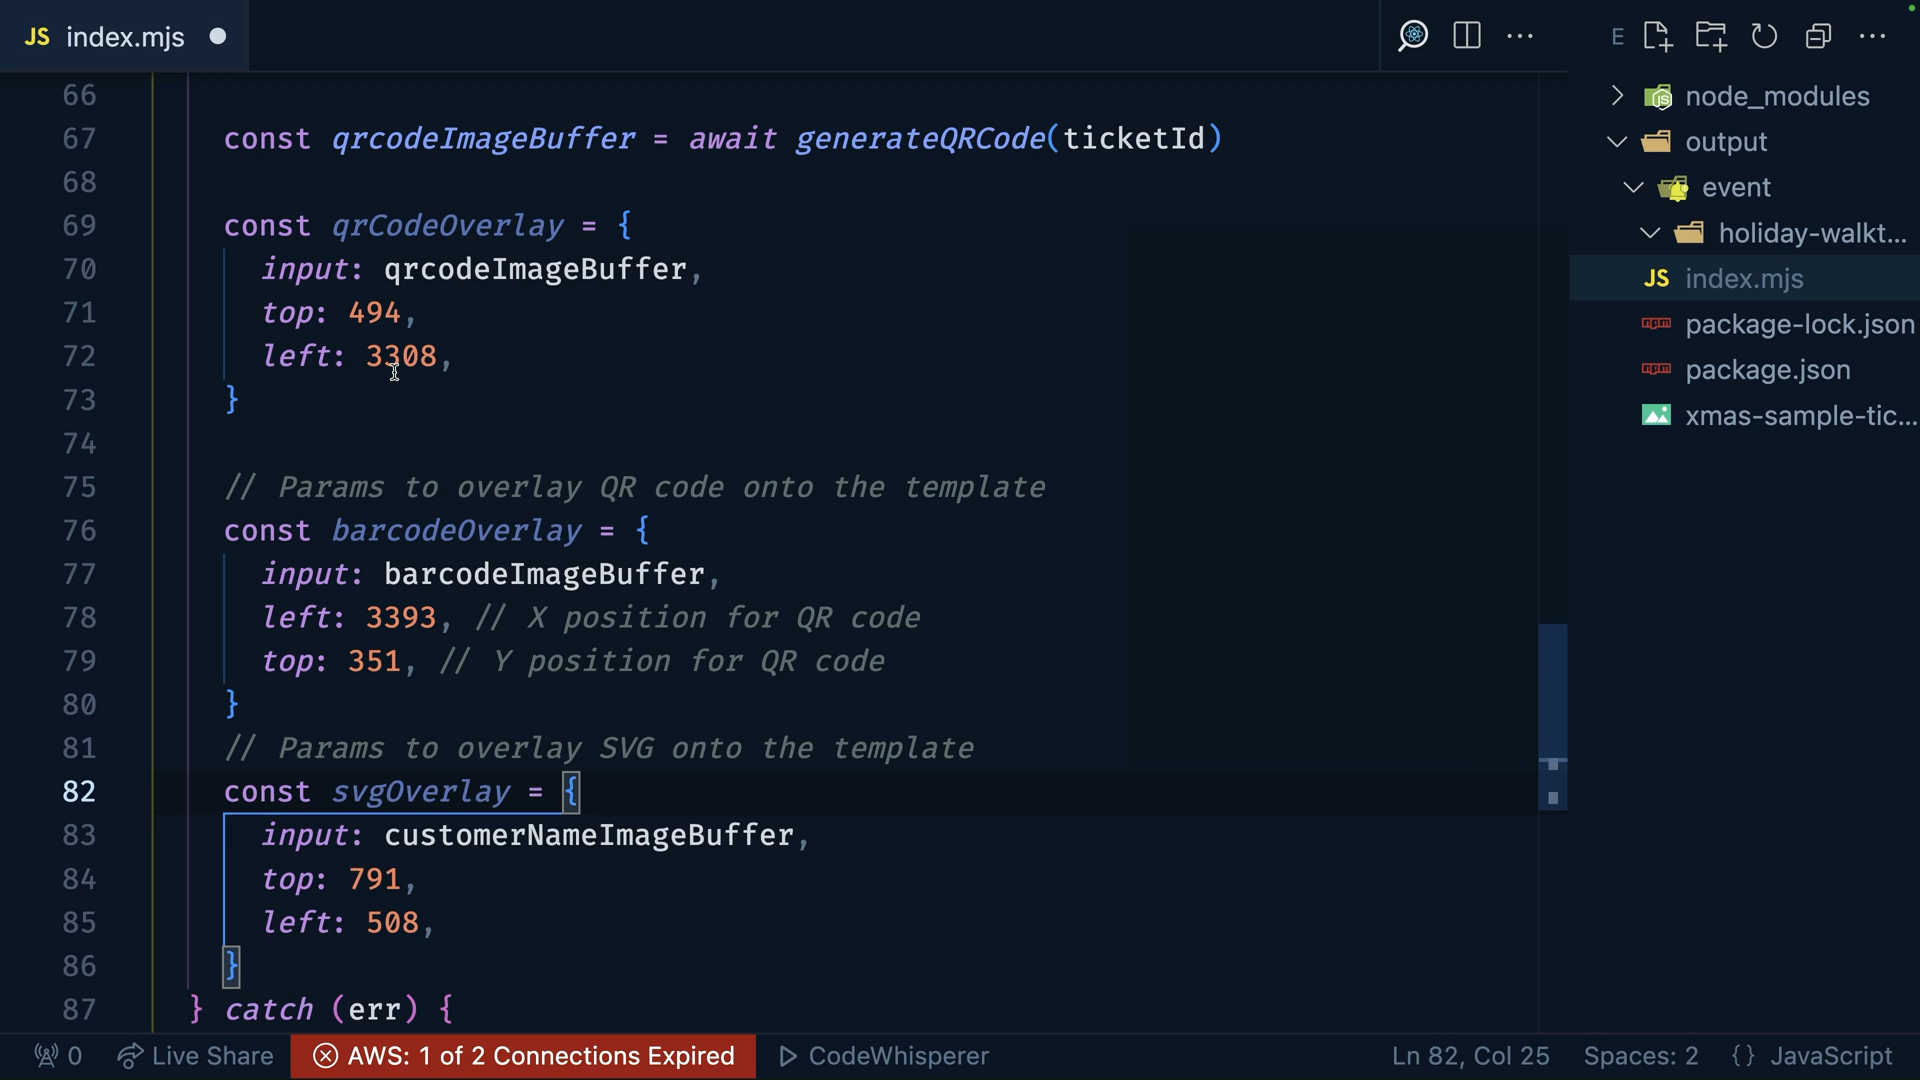 JS index.mjs
E
66
67 const qrcodeImageBuffer = await generateQRCode(ticketId)
68
69 const qrCodeOverlay = {
70 input: qrcodeImageBuffer,
71 top: 494,
72 left: 3308,
73 }
74
75 // Params to overlay QR code onto the template
76 const barcodeOverlay = {
77 input: barcodeImageBuffer,
78 left: 3393, // X position for QR code
79 top: 351, // Y position for QR code
80 }
81 // Params to overlay SVG onto the template
82 const svgOverlay = {
83 input: customerNameImageBuffer,
84 top: 791,
85 left: 508,
86 }
87 } catch (err) {
node_modules
output
event
holiday-walkt...
JS index.mjs
package-lock.json
package.json
xmas-sample-tic...
0 Live Share AWS: 1 of 2 Connections Expired CodeWhisperer Ln 82, Col 25 Spaces: 2 {} JavaScript